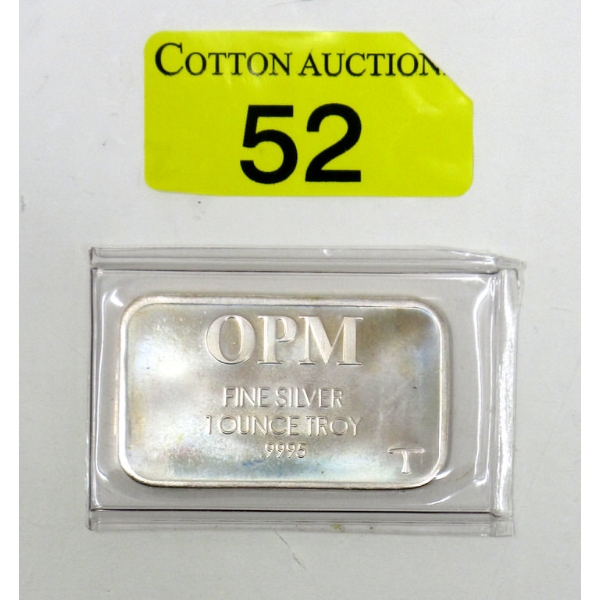 COTTON AUCTION
52
OPM
FINE SILVER
1 OUNCE TROY
9995